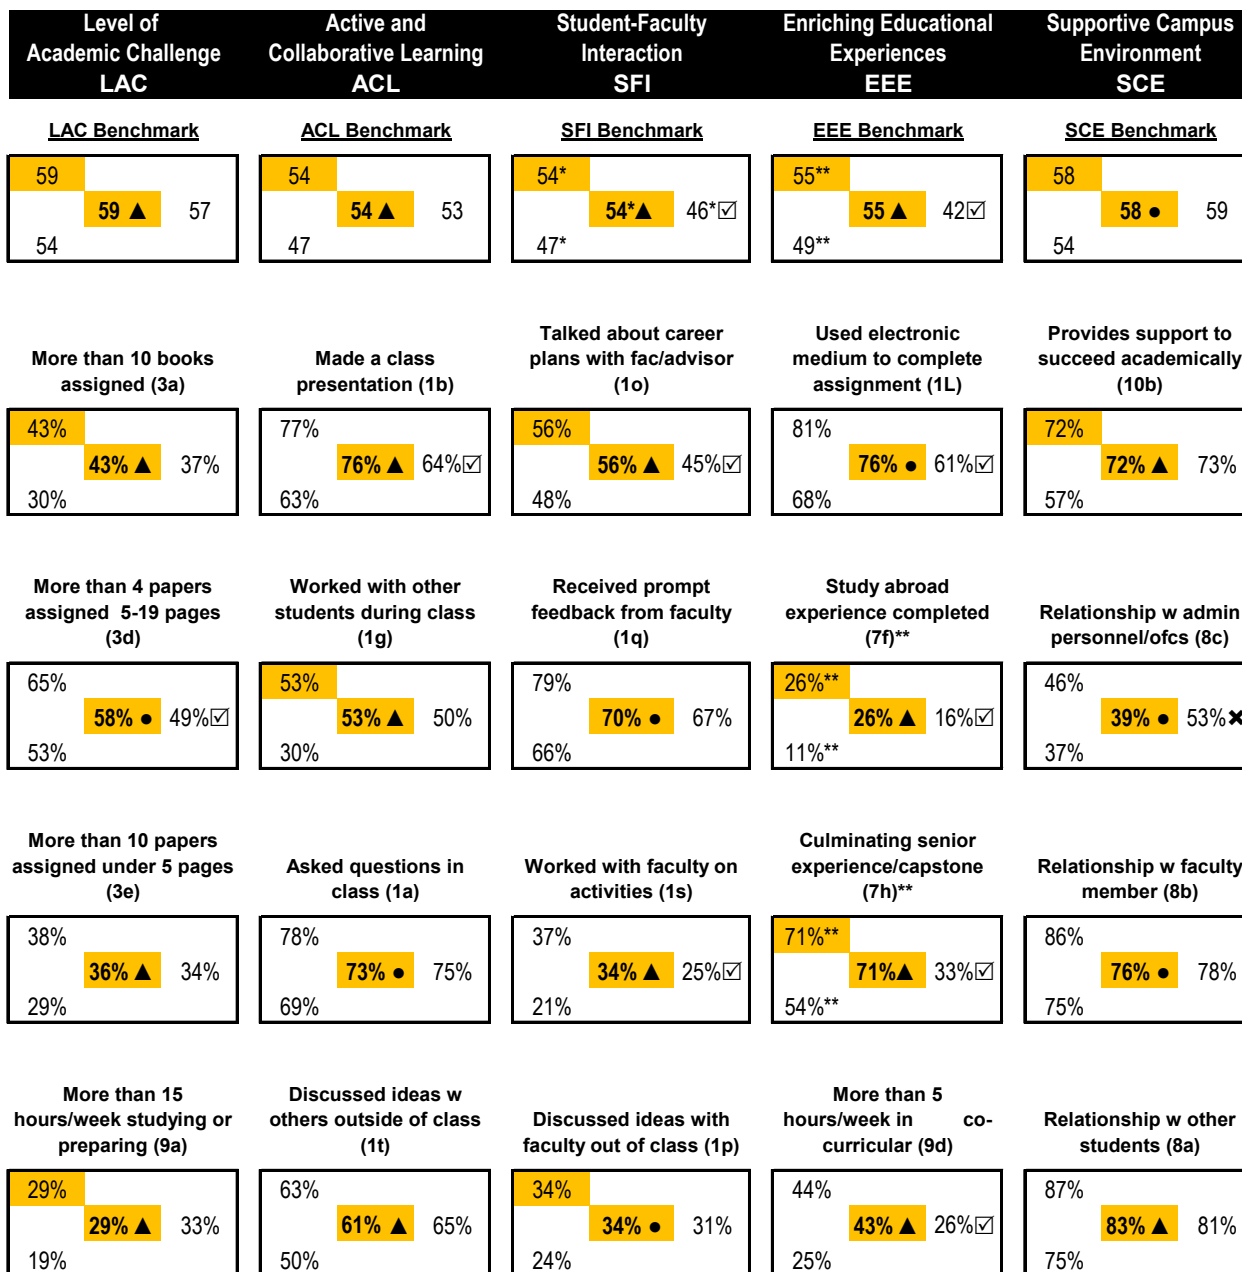 Level of Academic Challenge LAC
Active and Collaborative Learning ACL
Student-Faculty Interaction SFI
Enriching Educational Experiences EEE
Supportive Campus Environment SCE
LAC Benchmark
ACL Benchmark
SFI Benchmark
EEE Benchmark
SCE Benchmark
59
54
54*
55**
58
59 ▲ 57
54 ▲ 53
54*▲ 46*☑
55 ▲ 42☑
58 ● 59
54
47
47*
49**
54
More than 10 books
assigned (3a)
Made a class
presentation (1b)
Talked about career
plans with fac/advisor
(1o)
Used electronic
medium to complete
assignment (1L)
Provides support to
succeed academically
(10b)
43%
77%
56%
81%
72%
43% ▲ 37%
76% ▲ 64%☑
56% ▲ 45%☑
76% ● 61%☑
72% ▲ 73%
30%
63%
48%
68%
57%
More than 4 papers
assigned 5-19 pages
(3d)
Worked with other
students during class
(1g)
Received prompt
feedback from faculty
(1q)
Study abroad
experience completed
(7f)**
Relationship w admin
personnel/ofcs (8c)
65%
53%
79%
26%**
46%
58% ● 49%☑
53% ▲ 50%
70% ● 67%
26% ▲ 16%☑
39% ● 53%✖
53%
30%
66%
11%**
37%
More than 10 papers
assigned under 5 pages
(3e)
Asked questions in
class (1a)
Worked with faculty on
activities (1s)
Culminating senior
experience/capstone
(7h)**
Relationship w faculty
member (8b)
38%
78%
37%
71%**
86%
36% ▲ 34%
73% ● 75%
34% ▲ 25%☑
71%▲ 33%☑
76% ● 78%
29%
69%
21%
54%**
75%
More than 15
hours/week studying or
preparing (9a)
Discussed ideas w
others outside of class
(1t)
Discussed ideas with
faculty out of class (1p)
More than 5
hours/week in co-
curricular (9d)
Relationship w other
students (8a)
29%
63%
34%
44%
87%
29% ▲ 33%
61% ▲ 65%
34% ● 31%
43% ▲ 26%☑
83% ▲ 81%
19%
50%
24%
25%
75%